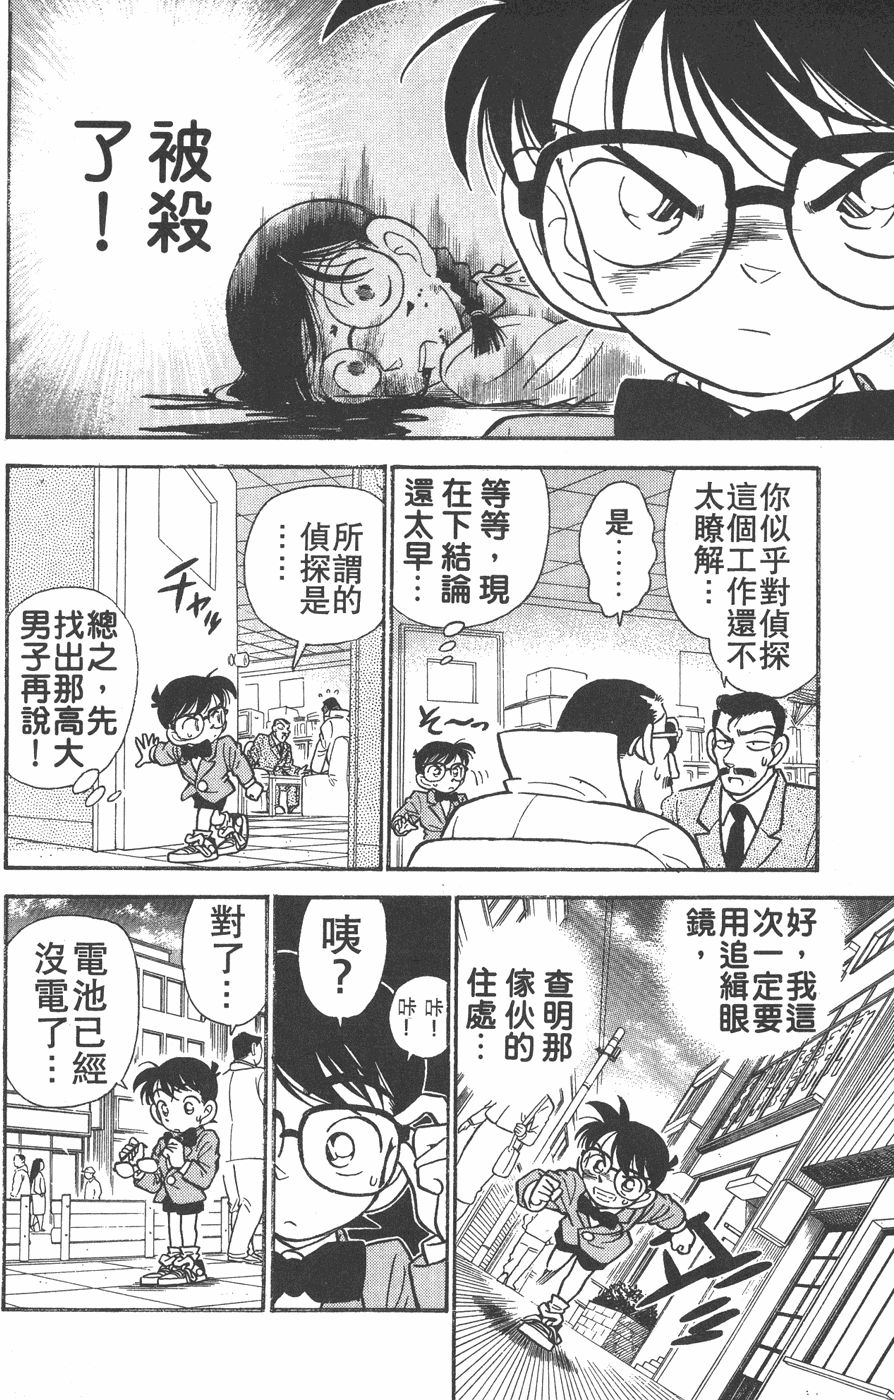 被殺
了！
你似乎對偵探
這個工作還不
太瞭解…
是……
等等，現
在下結論
還太早…
所謂的
偵探是
……
チャッ
總之，先
找出那高大
男子再說！
そ〜〜
好，我這
次一定要
用追緝眼
鏡，
查明那
傢伙的
住處…
咦？
咔！
咔！
對了…
電池已經
沒電了…